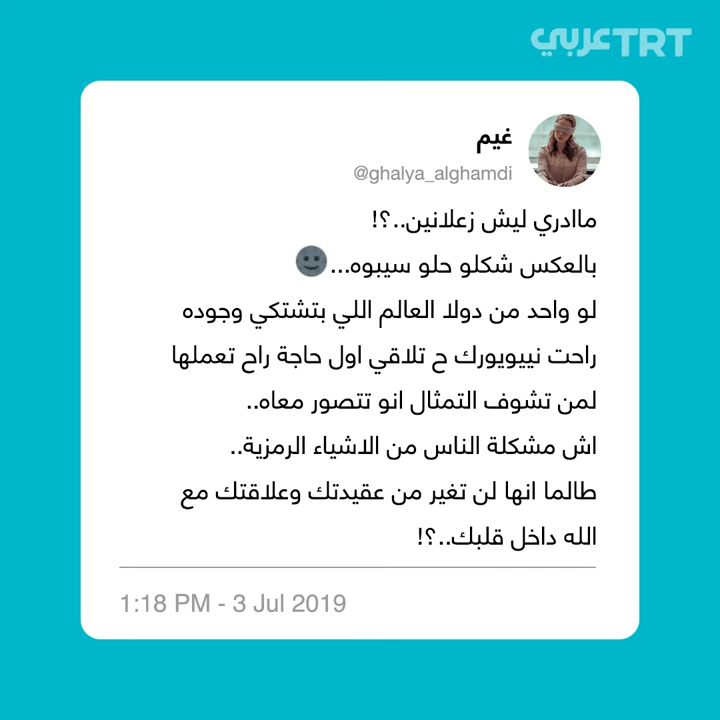 TRT عربي
غيم
@ghalya_alghamdi
ماادري ليش زعلانين..؟!
بالعكس شكلو حلو سيبوه...🌚
لو واحد من دولا العالم اللي بتشتكي وجوده
راحت نييويورك ح تلاقي اول حاجة راح تعملها
لمن تشوف التمثال انو تتصور معاه..
اش مشكلة الناس من الاشياء الرمزية..
طالما انها لن تغير من عقيدتك وعلاقتك مع
الله داخل قلبك..؟!
1:18 PM - 3 Jul 2019